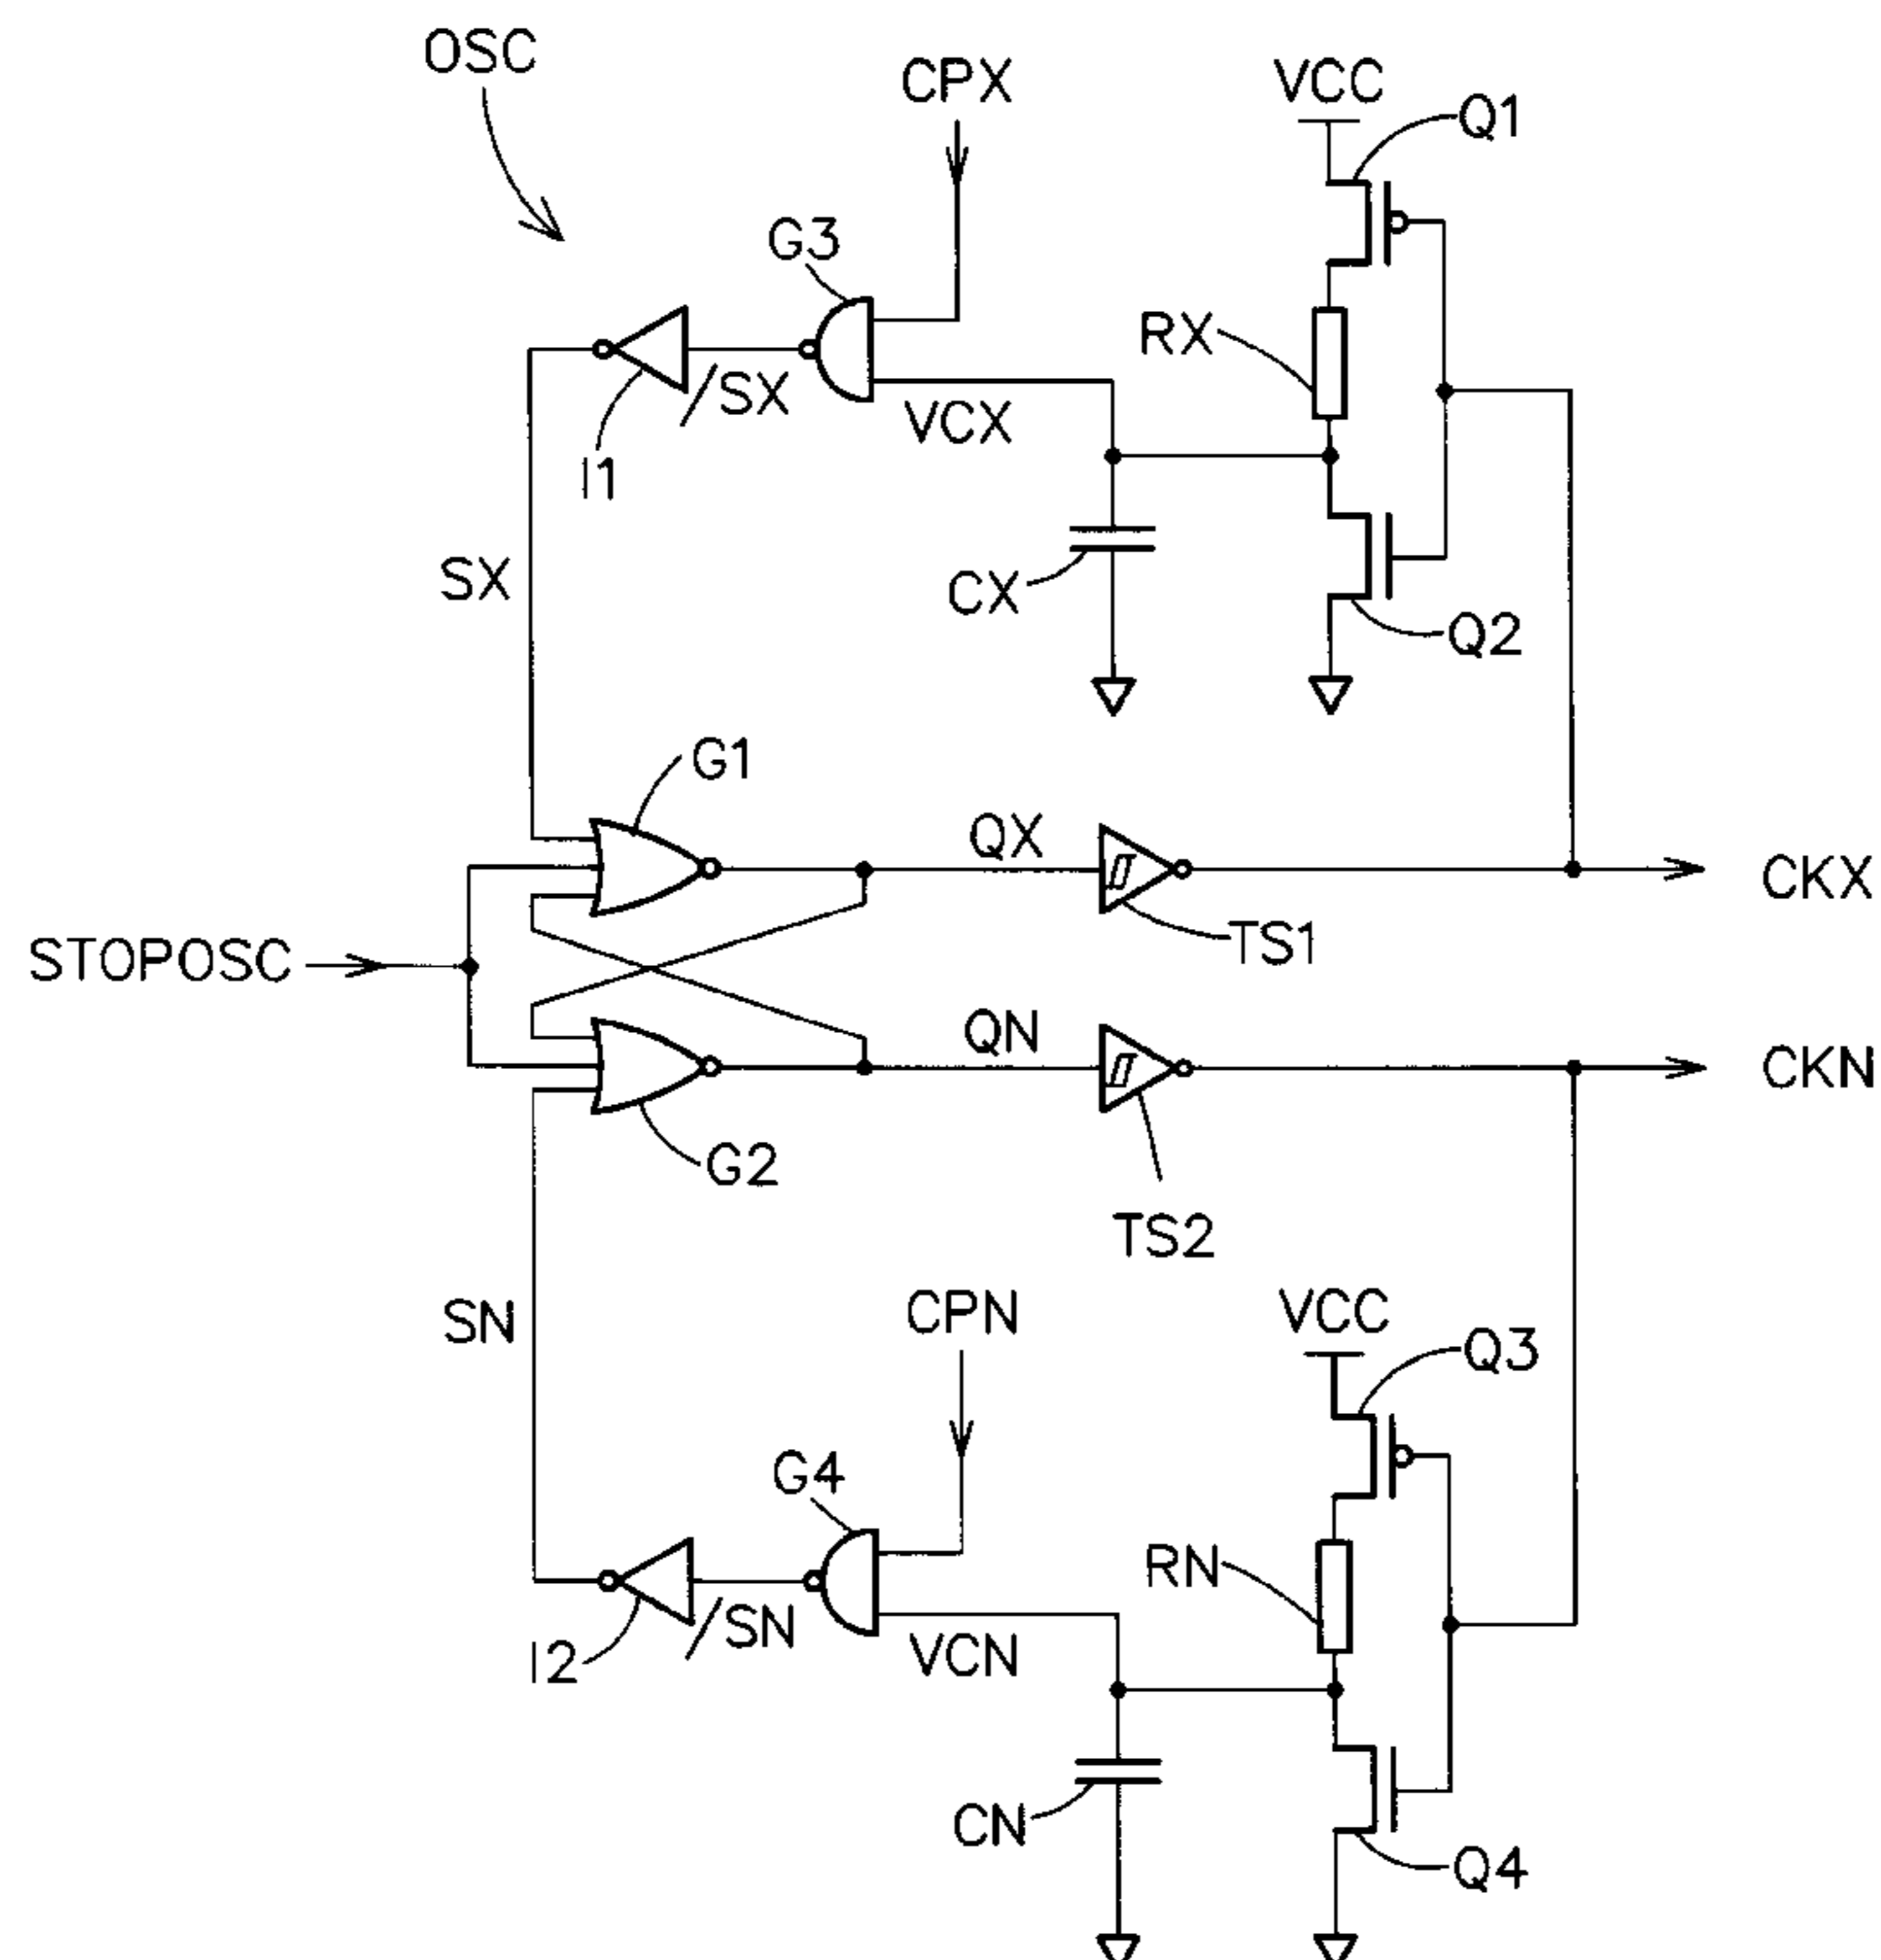 OSC
CPX
VCC
Q1
G3
RX
/SX
VCX
I1
SX
CX
Q2
G1
QX
CKX
TS1
STOPOSC
QN
CKN
G2
TS2
CPN
VCC
SN
Q3
G4
RN
/SN
I2
VCN
CN
Q4